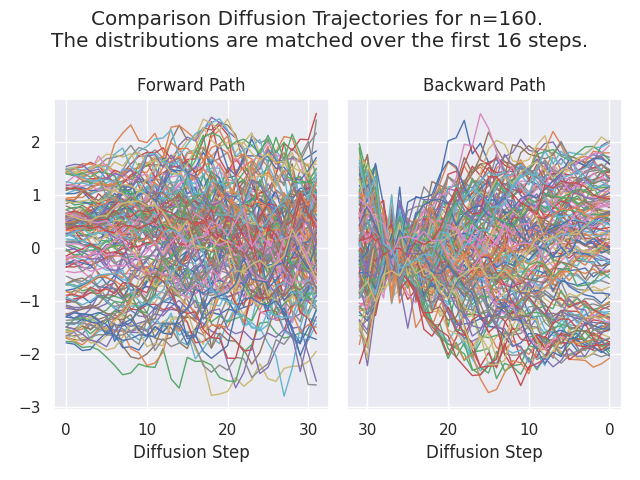 Comparison Diffusion Trajectories for n=160.
The distributions are matched over the first 16 steps.
Forward Path
Backward Path
2
1
0
−1
−2
−3
0 10 20 30
30 20 10 0
Diffusion Step
Diffusion Step